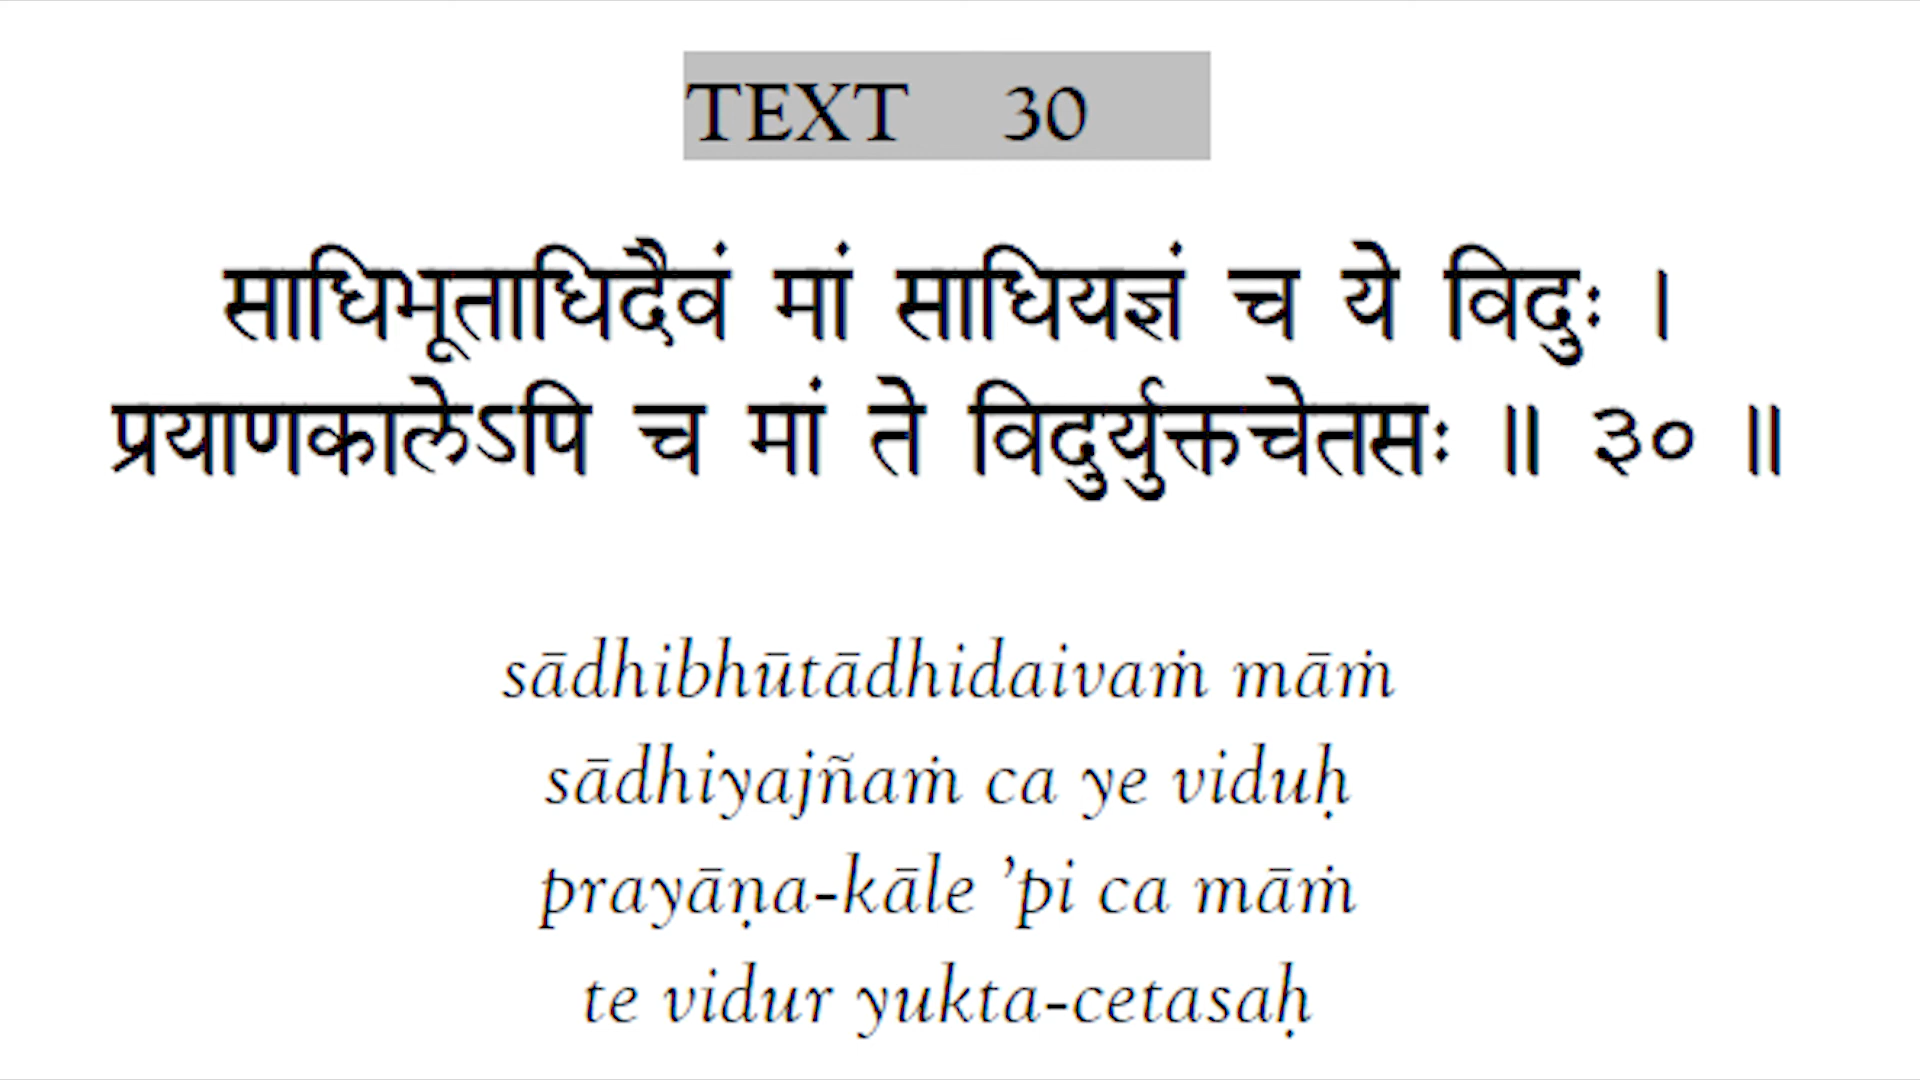 TEXT 30
साधिभूताधिदैवं मां साधियज्ञं च ये विदुः ।
प्रयाणकालेऽपि च मां ते विदुर्युक्तचेतसः ॥ ३० ॥
sādhibhūtādhidaivaṁ māṁ
sādhiyajñaṁ ca ye viduḥ
prayāṇa-kāle ’pi ca māṁ
te vidur yukta-cetasaḥ